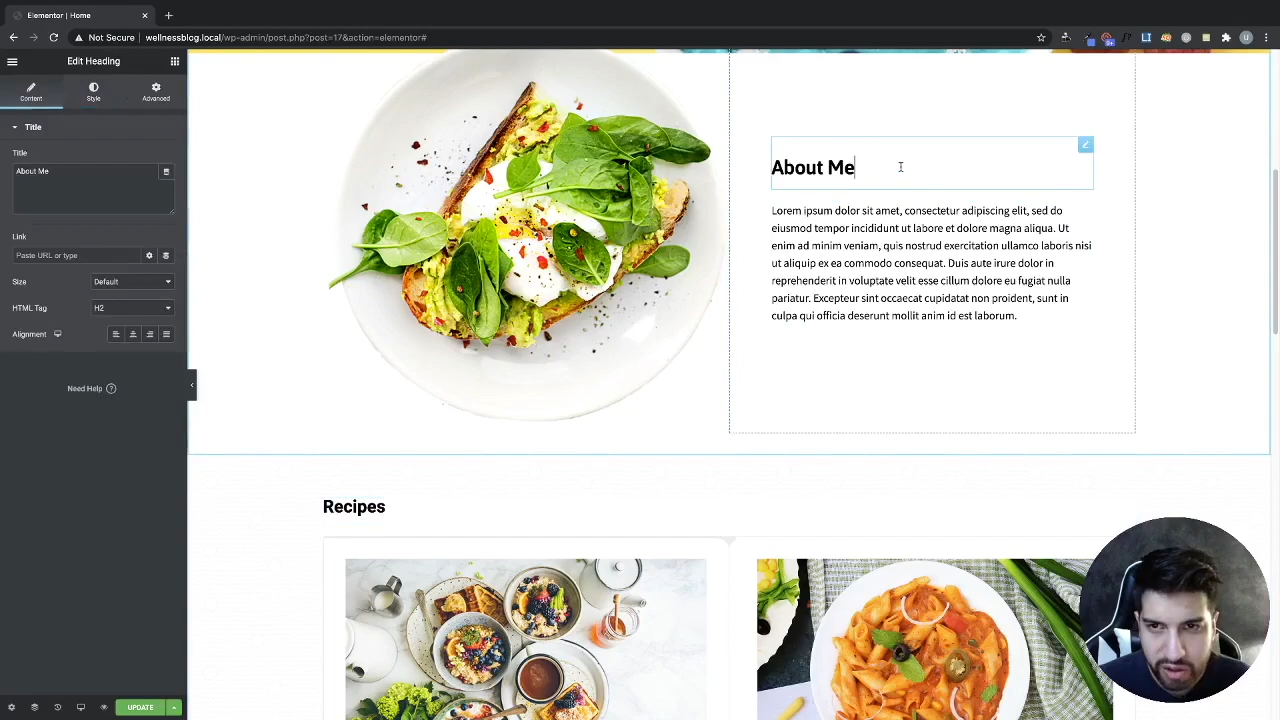 Elementor | Home
Not Secure wellnessblog.local/wp-admin/post.php?post=17&action=elementor#
Edit Heading
Content
Style
Advanced
Title
Title
About Me
Link
Paste URL or type
Size
Default
HTML Tag
H2
Alignment
Need Help
UPDATE
About Me
Lorem ipsum dolor sit amet, consectetur adipiscing elit, sed do
eiusmod tempor incididunt ut labore et dolore magna aliqua. Ut
enim ad minim veniam, quis nostrud exercitation ullamco laboris nisi
ut aliquip ex ea commodo consequat. Duis aute irure dolor in
reprehenderit in voluptate velit esse cillum dolore eu fugiat nulla
pariatur. Excepteur sint occaecat cupidatat non proident, sunt in
culpa qui officia deserunt mollit anim id est laborum.
Recipes